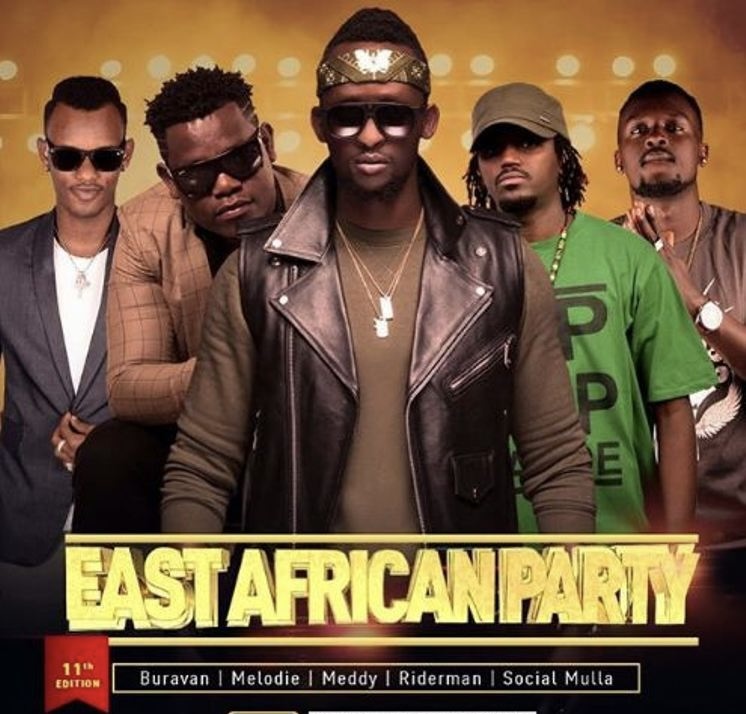 P
P
EAST AFRICAN PARTY
11th
EDITION
Buravan | Melodie | Meddy | Riderman | Social Mulla